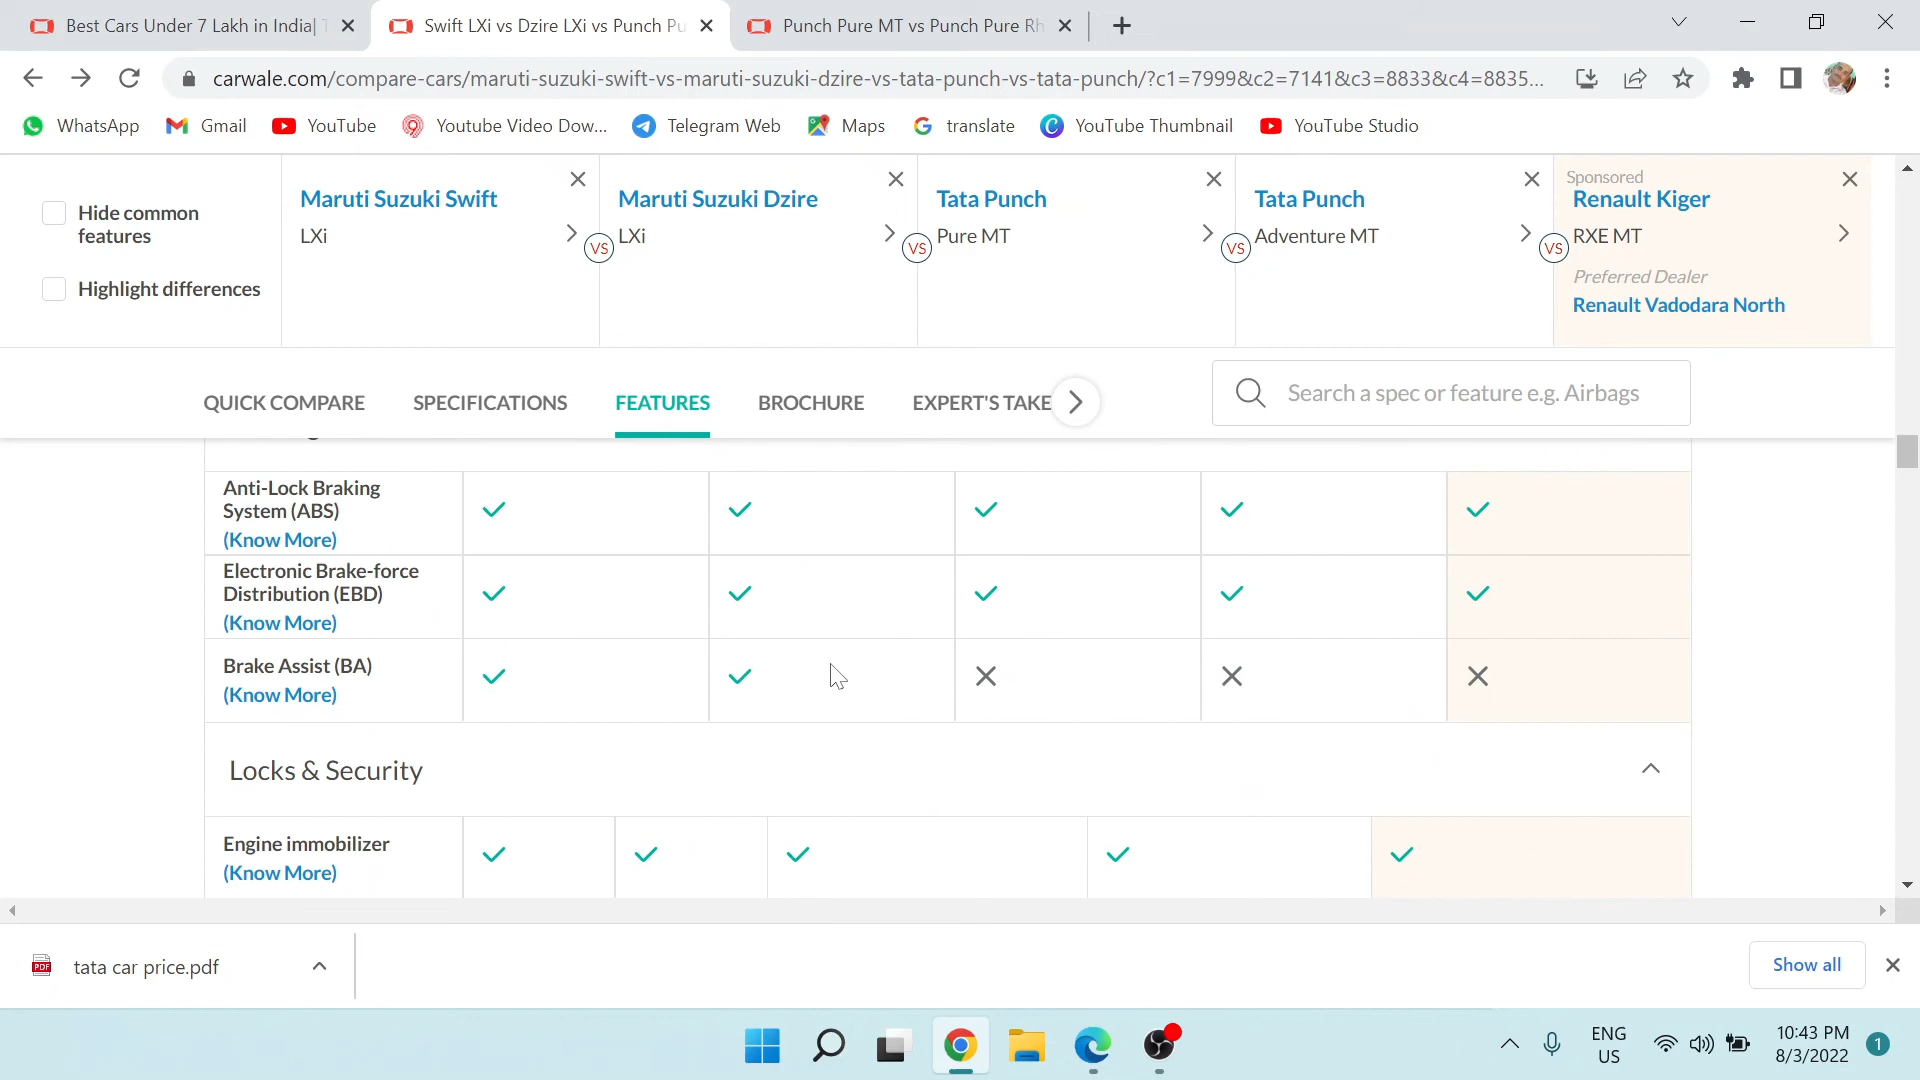 Best Cars Under 7 Lakh in India|
Swift LXi vs Dzire LXi vs Punch Pu
Punch Pure MT vs Punch Pure Rh
carwale.com/compare-cars/maruti-suzuki-swift-vs-maruti-suzuki-dzire-vs-tata-punch-vs-tata-punch/?c1=7999&c2=7141&c3=8833&c4=8835...
WhatsApp
Gmail
YouTube
Youtube Video Dow...
Telegram Web
Maps
translate
YouTube Thumbnail
YouTube Studio
Hide common
features
Highlight differences
Maruti Suzuki Swift
LXi
VS
Maruti Suzuki Dzire
LXi
VS
Tata Punch
Pure MT
VS
Tata Punch
Adventure MT
VS
Sponsored
Renault Kiger
RXE MT
Preferred Dealer
Renault Vadodara North
QUICK COMPARE
SPECIFICATIONS
FEATURES
BROCHURE
EXPERT'S TAKE
Search a spec or feature e.g. Airbags
Anti-Lock Braking
System (ABS)
(Know More)
Electronic Brake-force
Distribution (EBD)
(Know More)
Brake Assist (BA)
(Know More)
Locks & Security
Engine immobilizer
(Know More)
PDF
tata car price.pdf
Show all
ENG
US
10:43 PM
8/3/2022
1